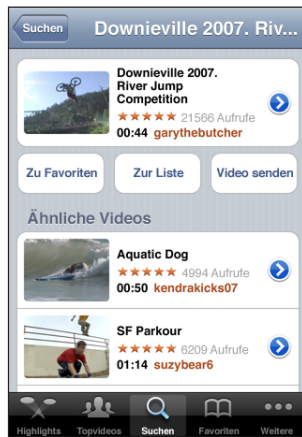 Suchen
Downieville 2007. Riv...
Downieville 2007.
River Jump
Competition
21566 Aufrufe
00:44 garythebutcher
Zu Favoriten
Zur Liste
Video senden
Ähnliche Videos
Aquatic Dog
4994 Aufrufe
00:50 kendrakicks07
SF Parkour
6209 Aufrufe
01:14 suzybear6
Highlights
Topvideos
Suchen
Favoriten
Weitere